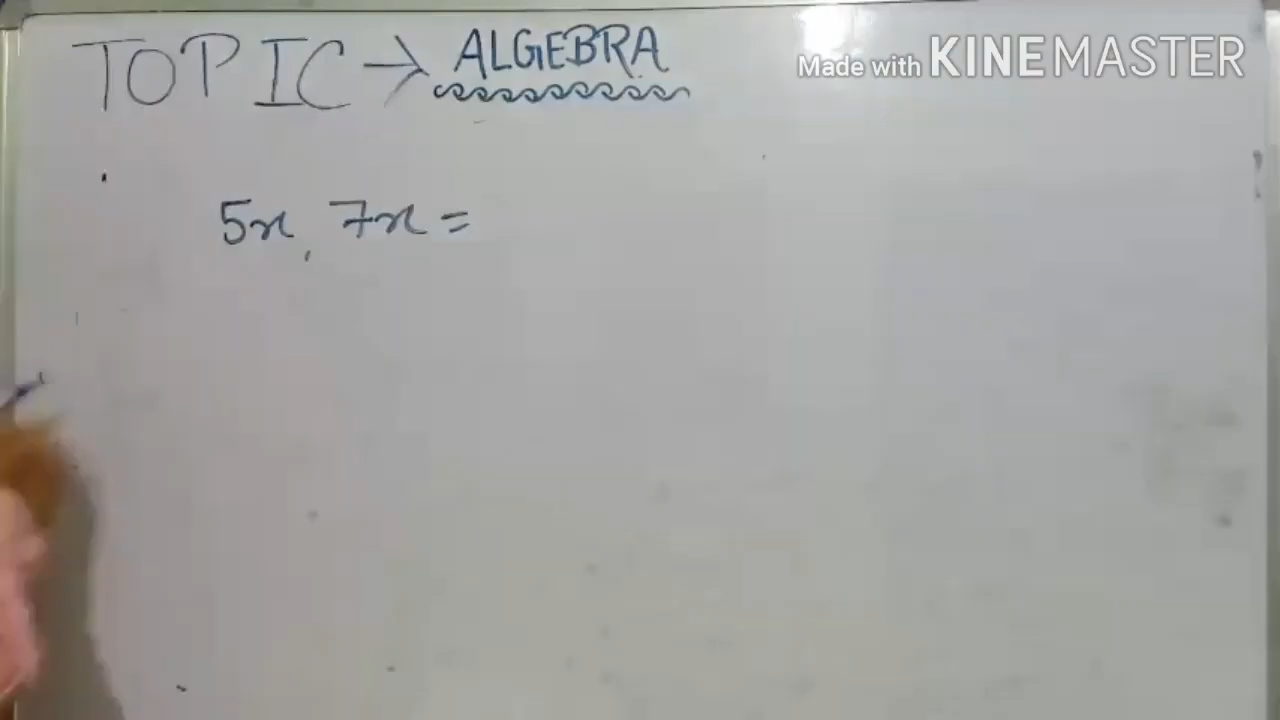 TOPIC → ALGEBRA
Made with KINEMASTER
5x, 7x =